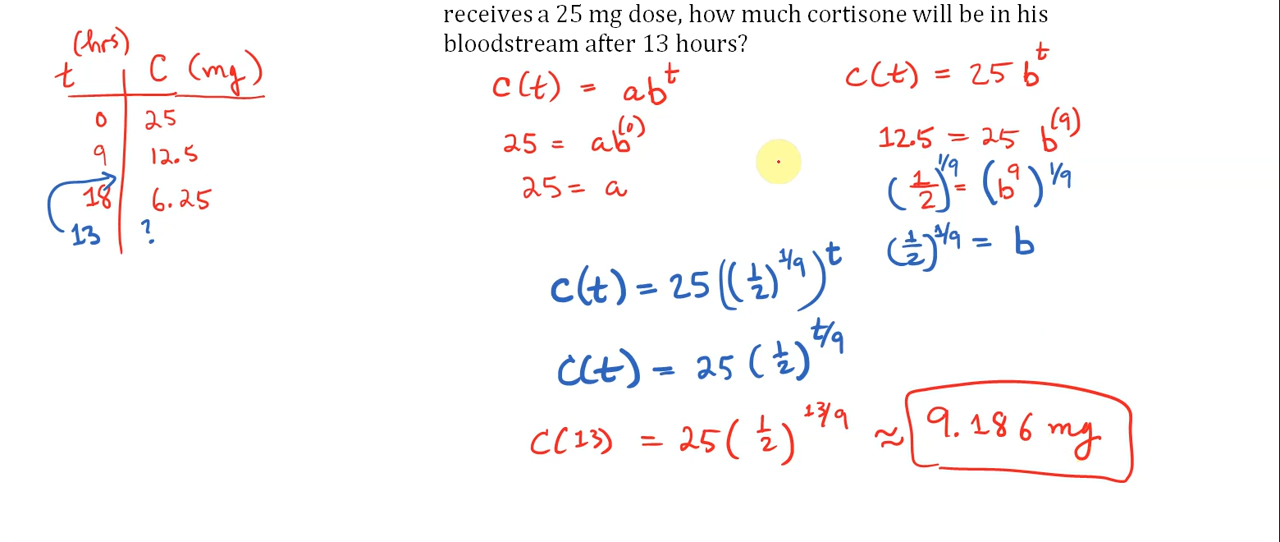 receives a 25 mg dose, how much cortisone will be in his
bloodstream after 13 hours?
(hrs)
t C (mg)
0 25
9 12.5
18 6.25
13 ?
C(t) = ab^t
25 = ab^(0)
25 = a
C(t) = 25 b^t
12.5 = 25 b^(9)
(1/2)^1/9 = (b^9)^1/9
(1/2)^1/9 = b
C(t) = 25((1/2)^1/9)^t
C(t) = 25 (1/2)^t/9
C(13) = 25(1/2)^13/9 ≈ 9.186 mg